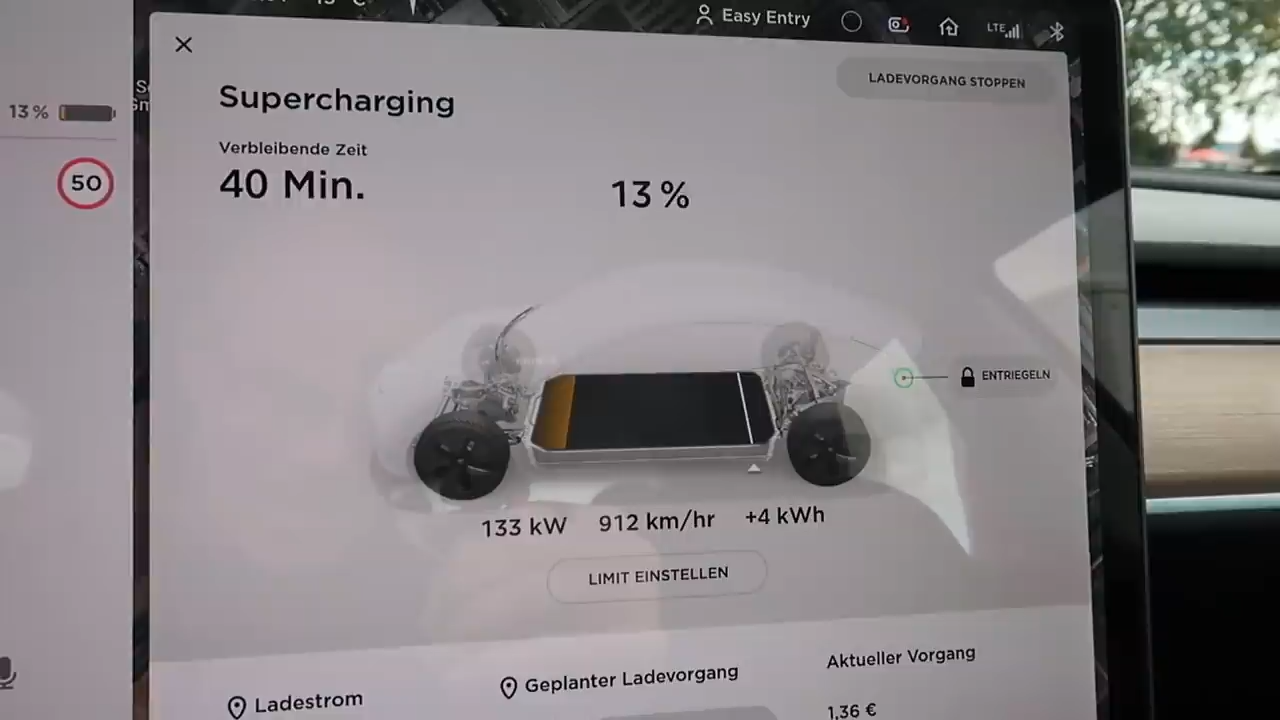 Easy Entry
LTE
LADEVORGANG STOPPEN
13 %
50
Supercharging
Verbleibende Zeit
40 Min.
13 %
ENTRIEGELN
133 kW 912 km/hr +4 kWh
LIMIT EINSTELLEN
Ladestrom
Geplanter Ladevorgang
Aktueller Vorgang
1,36 €